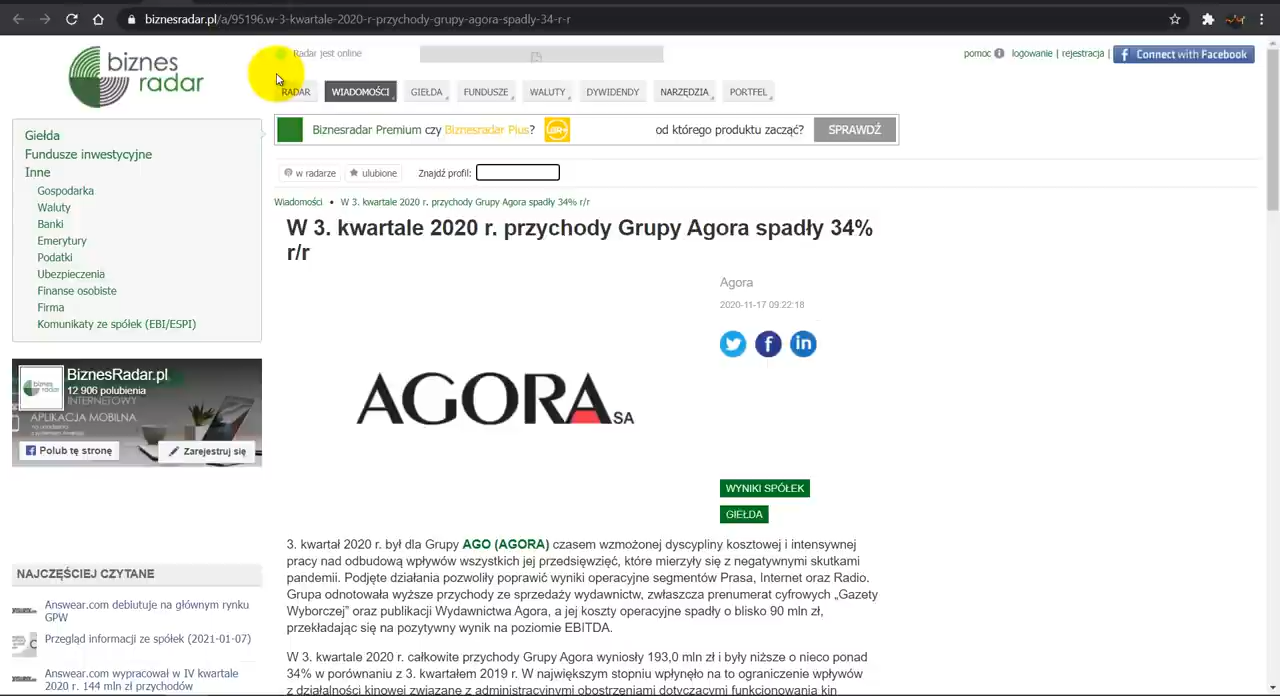 biznesradar.pl/a/95196,w-3-kwartale-2020-r-przychody-grupy-agora-spadly-34-r-r
biznes
radar
Radar jest online
pomoc logowanie | rejestracja | Connect with Facebook
RADAR WIADOMOŚCI GIEŁDA FUNDUSZE WALUTY DYWIDENDY NARZĘDZIA PORTFEL
Giełda
Fundusze inwestycyjne
Inne
Gospodarka
Waluty
Banki
Emerytury
Podatki
Ubezpieczenia
Finanse osobiste
Firma
Komunikaty ze spółek (EBI/ESPI)
Biznesradar Premium czy Biznesradar Plus? od którego produktu zacząć? SPRAWDŹ
w radarze ulubione Znajdź profil:
Wiadomości • W 3. kwartale 2020 r. przychody Grupy Agora spadły 34% r/r
W 3. kwartale 2020 r. przychody Grupy Agora spadły 34%
r/r
Agora
2020-11-17 09:22:18
AGORA SA
WYNIKI SPÓŁEK
GIEŁDA
biznes
radar
BiznesRadar.pl
12 906 polubienia
INTERNETOWY
APLIKACJA MOBILNA
Polub tę stronę
Zarejestruj się
3. kwartał 2020 r. był dla Grupy AGO (AGORA) czasem wzmożonej dyscypliny kosztowej i intensywnej
pracy nad odbudową wpływów wszystkich jej przedsięwzięć, które mierzyły się z negatywnymi skutkami
pandemii. Podjęte działania pozwoliły poprawić wyniki operacyjne segmentów Prasa, Internet oraz Radio.
Grupa odnotowała wyższe przychody ze sprzedaży wydawnictw, zwłaszcza prenumerat cyfrowych „Gazety
Wyborczej” oraz publikacji Wydawnictwa Agora, a jej koszty operacyjne spadły o blisko 90 mln zł,
przekładając się na pozytywny wynik na poziomie EBITDA.
W 3. kwartale 2020 r. całkowite przychody Grupy Agora wyniosły 193,0 mln zł i były niższe o nieco ponad
34% w porównaniu z 3. kwartałem 2019 r. W największym stopniu wpłynęło na to ograniczenie wpływów
z działalności kinowej związane z administracyjnymi obostrzeniami dotyczącymi funkcjonowania kin
NAJCZĘŚCIEJ CZYTANE
Answear.com debiutuje na głównym rynku
GPW
Przegląd informacji ze spółek (2021-01-07)
Answear.com wypracował w IV kwartale
2020 r. 144 mln zł przychodów